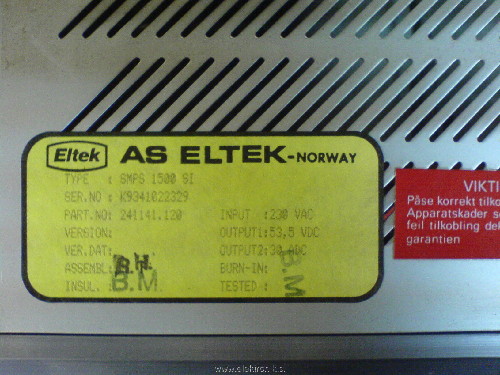 Eltek AS ELTEK-NORWAY
TYPE : SMPS 1500 SI
SER.NO : K9341022329
PART.NO: 241141.120 INPUT :230 VAC
VERSION: OUTPUT1:53,5 VDC
VER.DAT: OUTPUT2:30 ADC
ASSEMBL: B.H. BURN-IN:
INSUL. : B.M TESTED : B.M
VIKTI
Påse korrekt tilko
Apparatskader s
feil tilkobling de
garantien